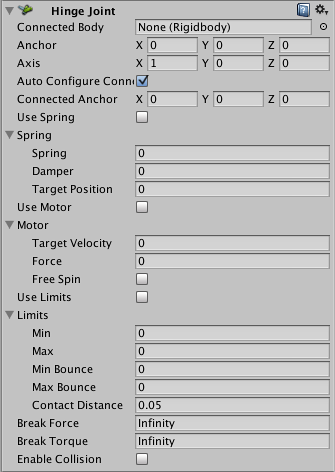 Hinge Joint
Connected Body None (Rigidbody)
Anchor X 0 Y 0 Z 0
Axis X 1 Y 0 Z 0
Auto Configure Conn
Connected Anchor X 0 Y 0 Z 0
Use Spring
Spring
Spring 0
Damper 0
Target Position 0
Use Motor
Motor
Target Velocity 0
Force 0
Free Spin
Use Limits
Limits
Min 0
Max 0
Min Bounce 0
Max Bounce 0
Contact Distance 0.05
Break Force Infinity
Break Torque Infinity
Enable Collision